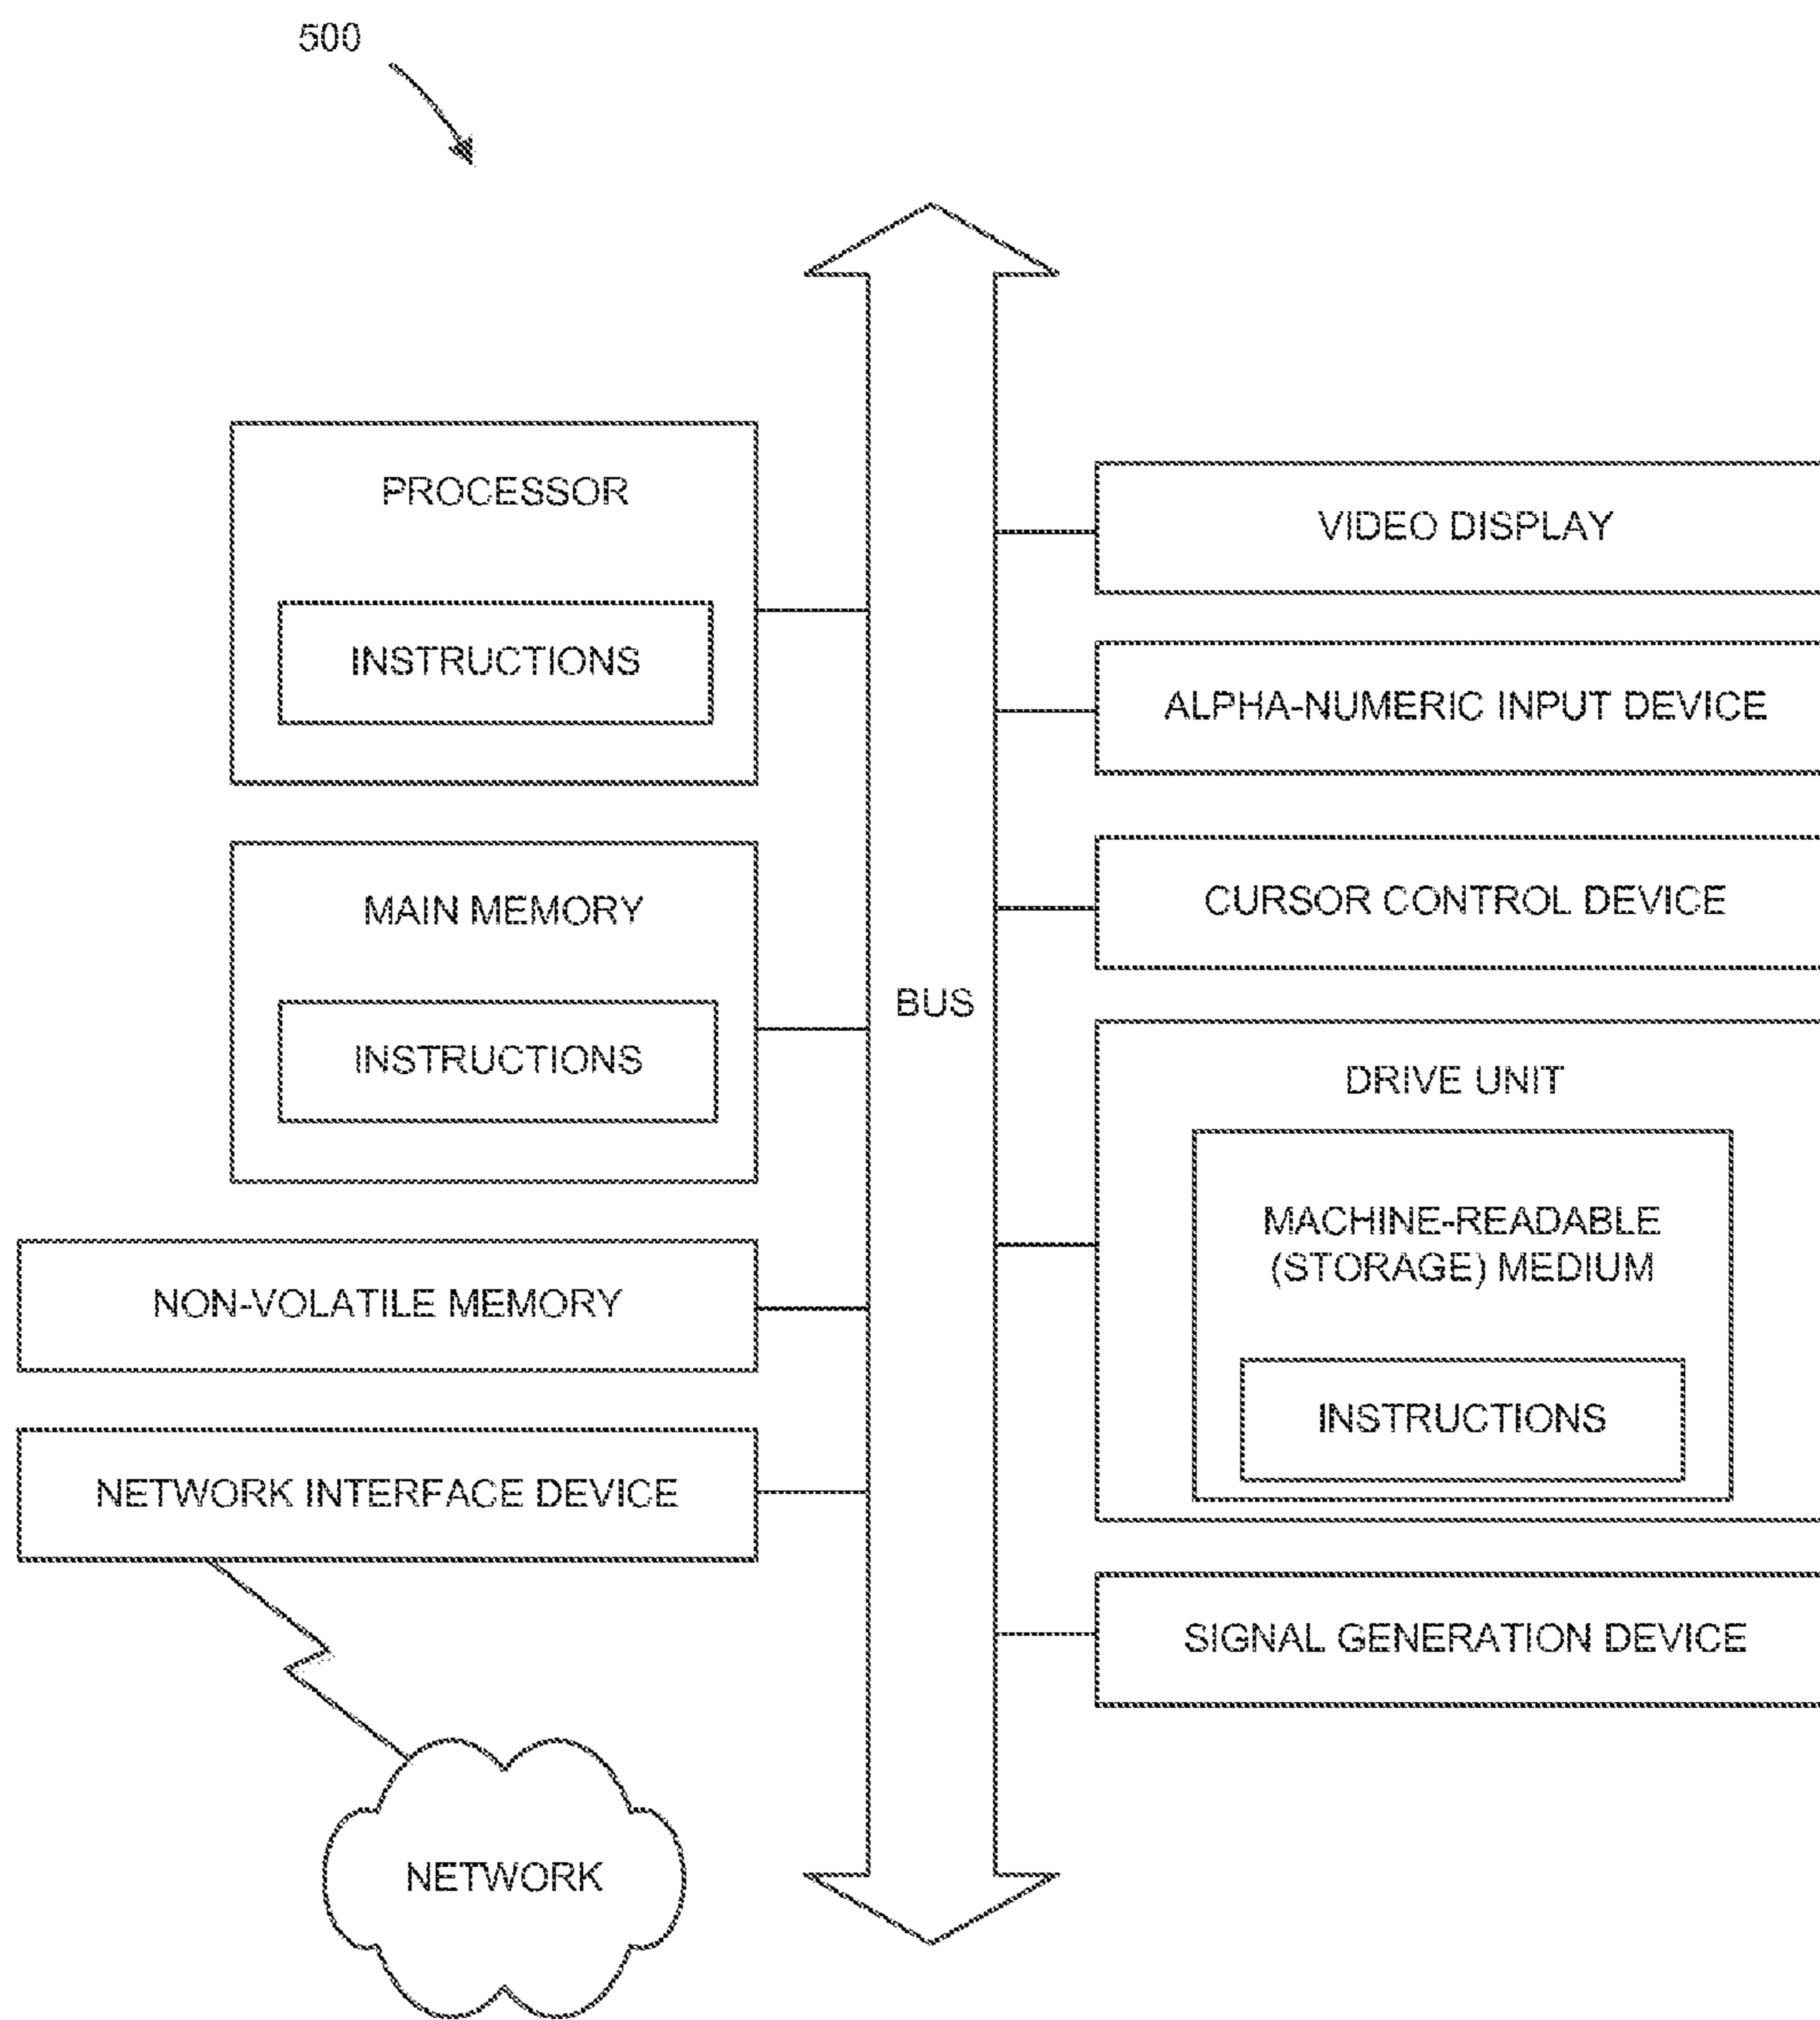 500
PROCESSOR
INSTRUCTIONS
MAIN MEMORY
INSTRUCTIONS
NON-VOLATILE MEMORY
NETWORK INTERFACE DEVICE
NETWORK
BUS
VIDEO DISPLAY
ALPHA-NUMERIC INPUT DEVICE
CURSOR CONTROL DEVICE
DRIVE UNIT
MACHINE-READABLE
(STORAGE) MEDIUM
INSTRUCTIONS
SIGNAL GENERATION DEVICE